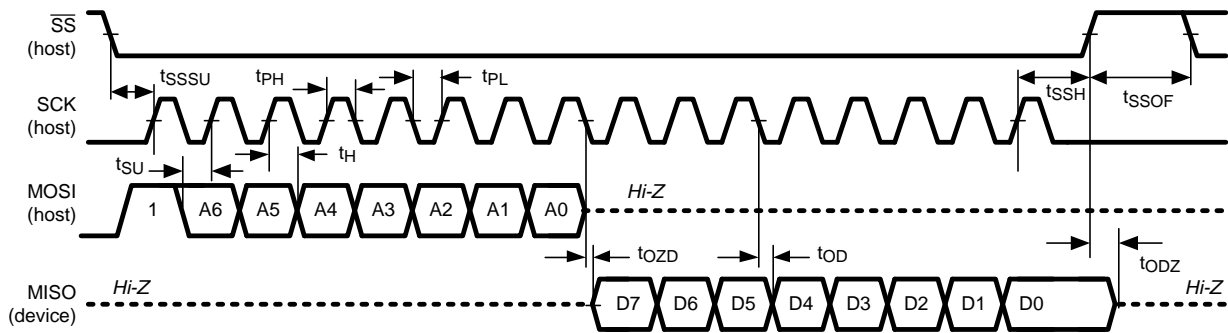 SS
(host)
tSSSU
tPH
tPL
tSSH
tSSOF
SCK
(host)
tSU
tH
MOSI
(host)
1 A6 A5 A4 A3 A2 A1 A0
Hi-Z
tOZD
tOD
tODZ
MISO
(device)
Hi-Z
D7 D6 D5 D4 D3 D2 D1 D0
Hi-Z